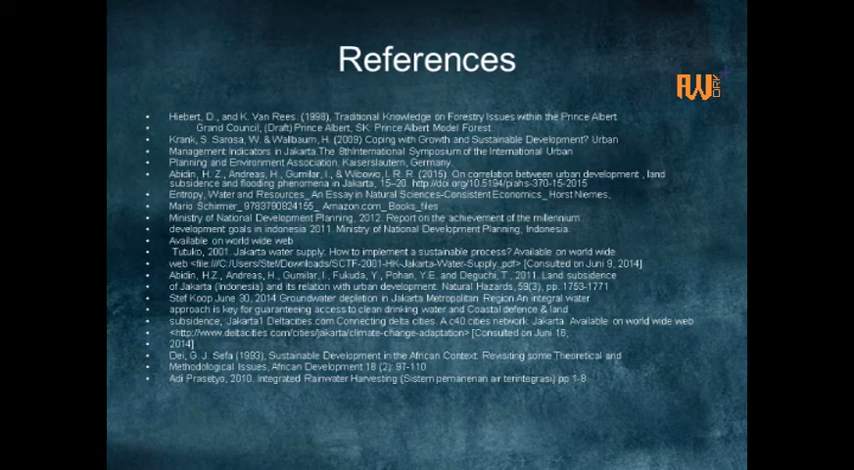 References
AW ORK
• Hiebert, D., and K. Van Rees. (1998), Traditional Knowledge on Forestry Issues within the Prince Albert
• Grand Council, (Draft) Prince Albert, SK: Prince Albert Model Forest.
• Krank, S. Sarosa, W. & Wallbaum, H. (2009) Coping with Growth and Sustainable Development? Urban
• Management Indicators in Jakarta.The 8thInternational Symposium of the International Urban
• Planning and Environment Association. Kaiserslautern, Germany.
• Abidin, H. Z., Andreas, H., Gumilar, I., & Wibowo, I. R. R. (2015). On correlation between urban development , land
subsidence and flooding phenomena in Jakarta, 15–20. http://doi.org/10.5194/piahs-370-15-2015
• Entropy, Water and Resources_ An Essay in Natural Sciences-Consistent Economics_ Horst Niemes,
• Mario Schirmer_ 9783790824155_ Amazon.com_ Books_files
• Ministry of National Development Planning, 2012. Report on the achievement of the millennium
• development goals in indonesia 2011. Ministry of National Development Planning, Indonesia.
• Available on world wide web
• Tutuko, 2001. Jakarta water supply: How to implement a sustainable process? Available on world wide
• web <file:///C:/Users/Stef/Downloads/SCTF-2001-HK-Jakarta-Water-Supply.pdf> [Consulted on Juni 9, 2014]
• Abidin, H.Z., Andreas, H., Gumilar, I., Fukuda, Y., Pohan, Y.E. and Deguchi, T., 2011. Land subsidence
• of Jakarta (Indonesia) and its relation with urban development. Natural Hazards, 59(3), pp. 1753-1771
• Stef Koop June 30, 2014 Groundwater depletion in Jakarta Metropolitan Region An integral water
• approach is key for guaranteeing access to clean drinking water and Coastal defence & land
• subsidence, Jakarta1 Deltacities.com.Connecting delta cities. A c40 cities network. Jakarta. Available on world wide web
• <http://www.deltacities.com/cities/jakarta/climate-change-adaptation> [Consulted on Juni 16,
• 2014]
• Dei, G. J. Sefa (1993), Sustainable Development in the African Context: Revisiting some Theoretical and
• Methodological Issues, African Development 18 (2): 97-110
• Adi Prasetyo, 2010. Integrated Rainwater Harvesting (Sistem pemanenan air terintegrasi) pp 1-8